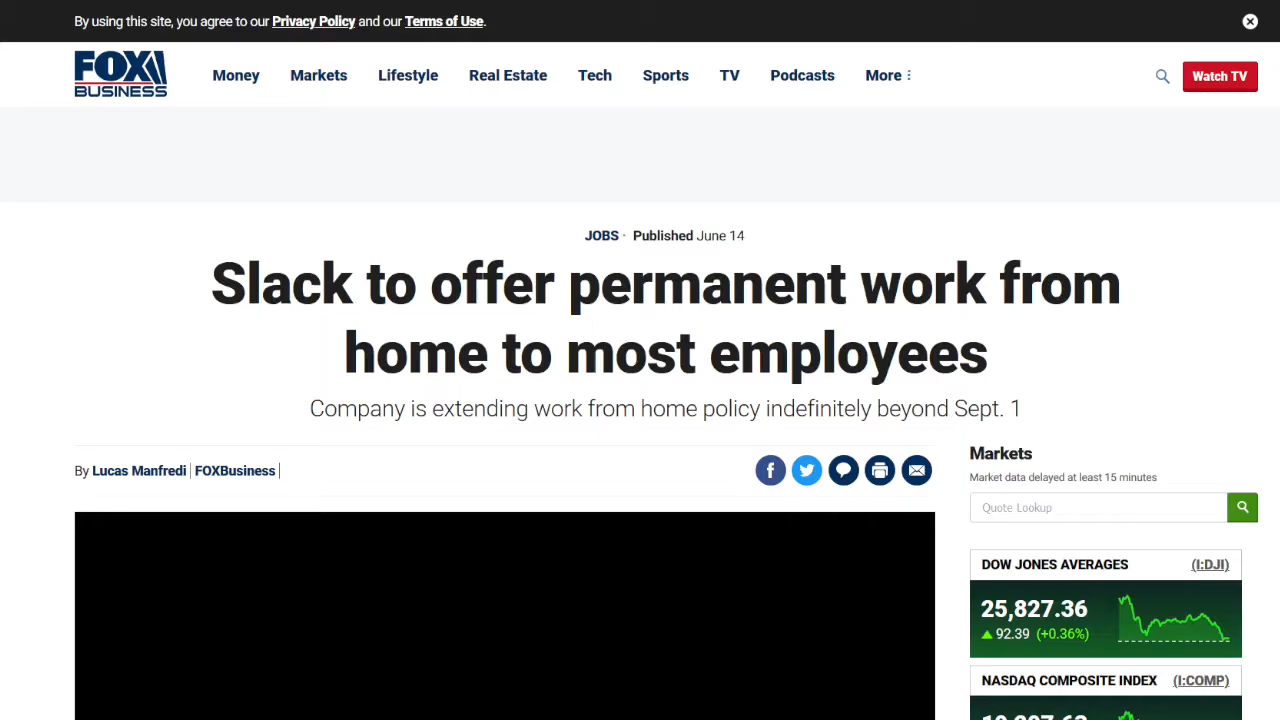 By using this site, you agree to our Privacy Policy and our Terms of Use.
FOX
BUSINESS
Money Markets Lifestyle Real Estate Tech Sports TV Podcasts More
Watch TV
JOBS · Published June 14
Slack to offer permanent work from
home to most employees
Company is extending work from home policy indefinitely beyond Sept. 1
By Lucas Manfredi FOXBusiness
Markets
Market data delayed at least 15 minutes
Quote Lookup
DOW JONES AVERAGES (I:DJI)
25,827.36
92.39 (+0.36%)
NASDAQ COMPOSITE INDEX (I:COMP)